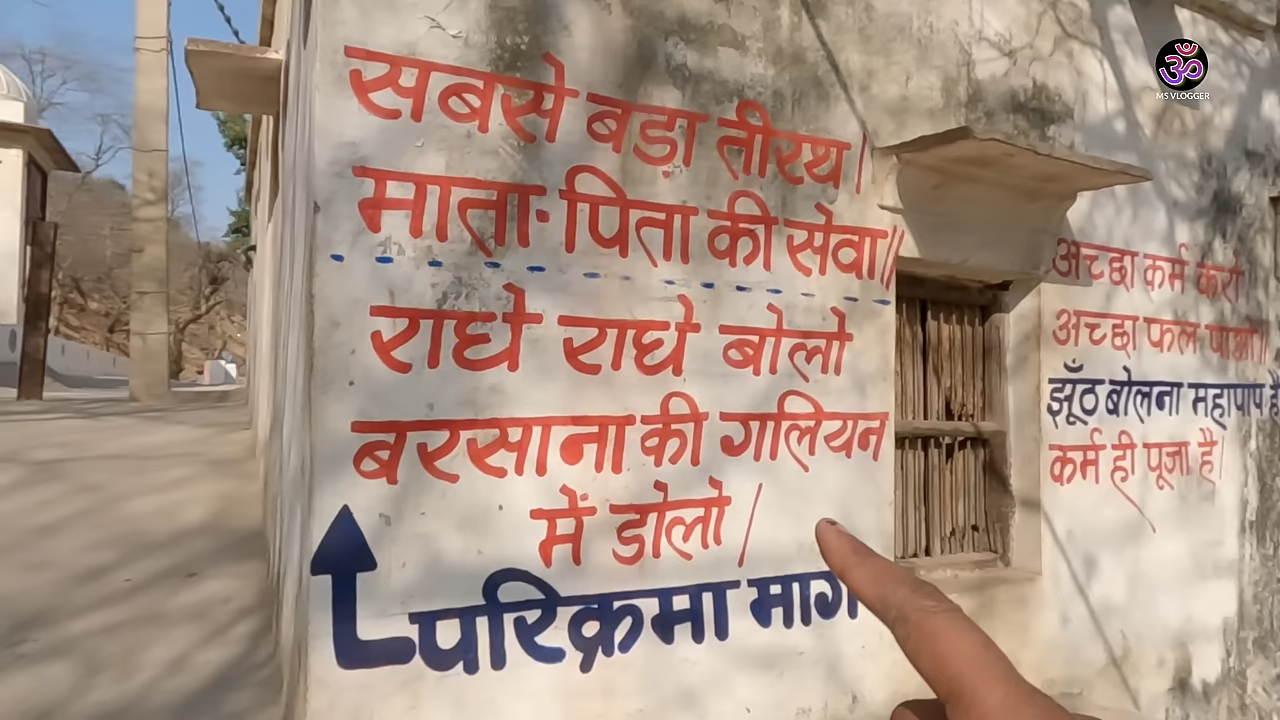 सबसे बड़ा तीरथ।
माता-पिता की सेवा॥
राधे राधे बोलो
बरसाना की गलियन
में डोलो।
परिक्रमा मार्ग
अच्छा कर्म करो
अच्छा फल पाओ॥
झूँठ बोलना महापाप है
कर्म ही पूजा है।
ॐ
MS VLOGGER